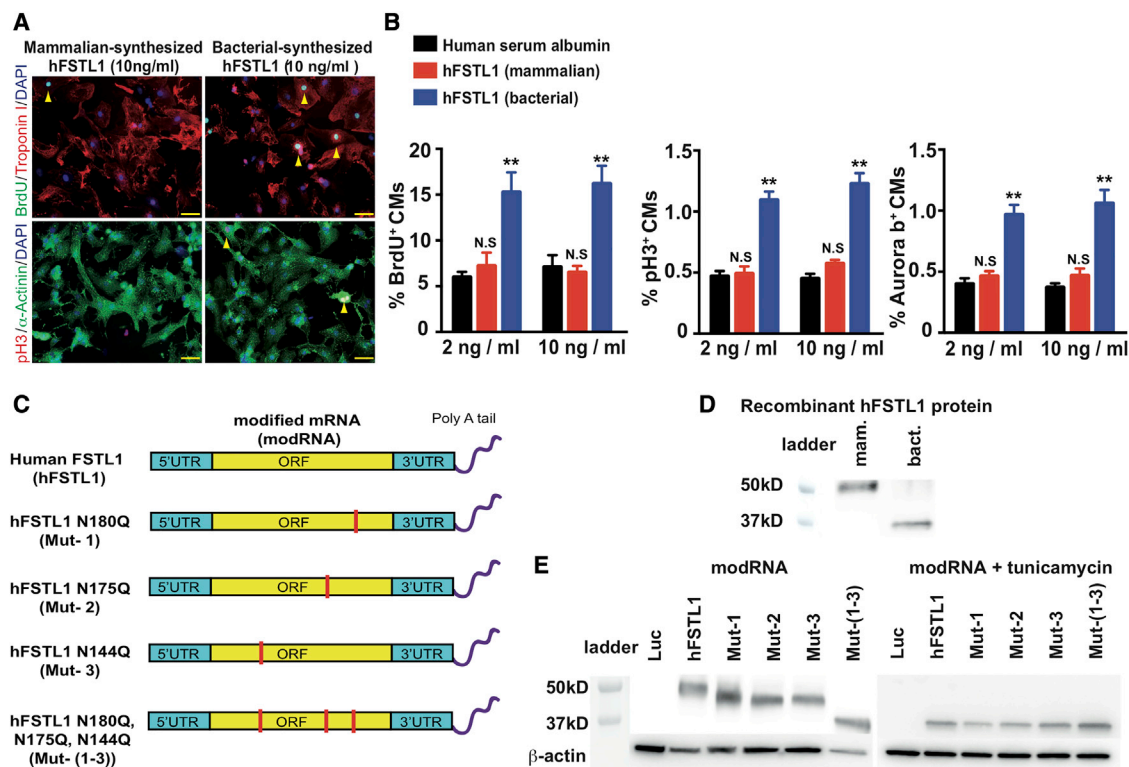 A
Mammalian-synthesized
hFSTL1 (10ng/ml)
Bacterial-synthesized
hFSTL1 (10 ng/ml )
BrdU/Troponin I/DAPI
pH3/α-Actinin/DAPI
B
Human serum albumin
hFSTL1 (mammalian)
hFSTL1 (bacterial)
% BrdU+ CMs
20
15
10
5
0
N.S
**
N.S
**
2 ng / ml
10 ng / ml
% pH3+ CMs
1.5
1.0
0.5
0.0
N.S
**
N.S
**
2 ng / ml
10 ng / ml
% Aurora b+ CMs
1.5
1.0
0.5
0.0
N.S
**
N.S
**
2 ng / ml
10 ng / ml
C
modified mRNA
(modRNA)
Poly A tail
Human FSTL1
(hFSTL1)
5'UTR ORF 3'UTR
hFSTL1 N180Q
(Mut- 1)
5'UTR ORF 3'UTR
hFSTL1 N175Q
(Mut- 2)
5'UTR ORF 3'UTR
hFSTL1 N144Q
(Mut- 3)
5'UTR ORF 3'UTR
hFSTL1 N180Q,
N175Q, N144Q
(Mut- (1-3))
5'UTR ORF 3'UTR
D
Recombinant hFSTL1 protein
ladder mam. bact.
50kD
37kD
E
modRNA
ladder Luc hFSTL1 Mut-1 Mut-2 Mut-3 Mut-(1-3)
50kD
37kD
β-actin
modRNA + tunicamycin
Luc hFSTL1 Mut-1 Mut-2 Mut-3 Mut-(1-3)